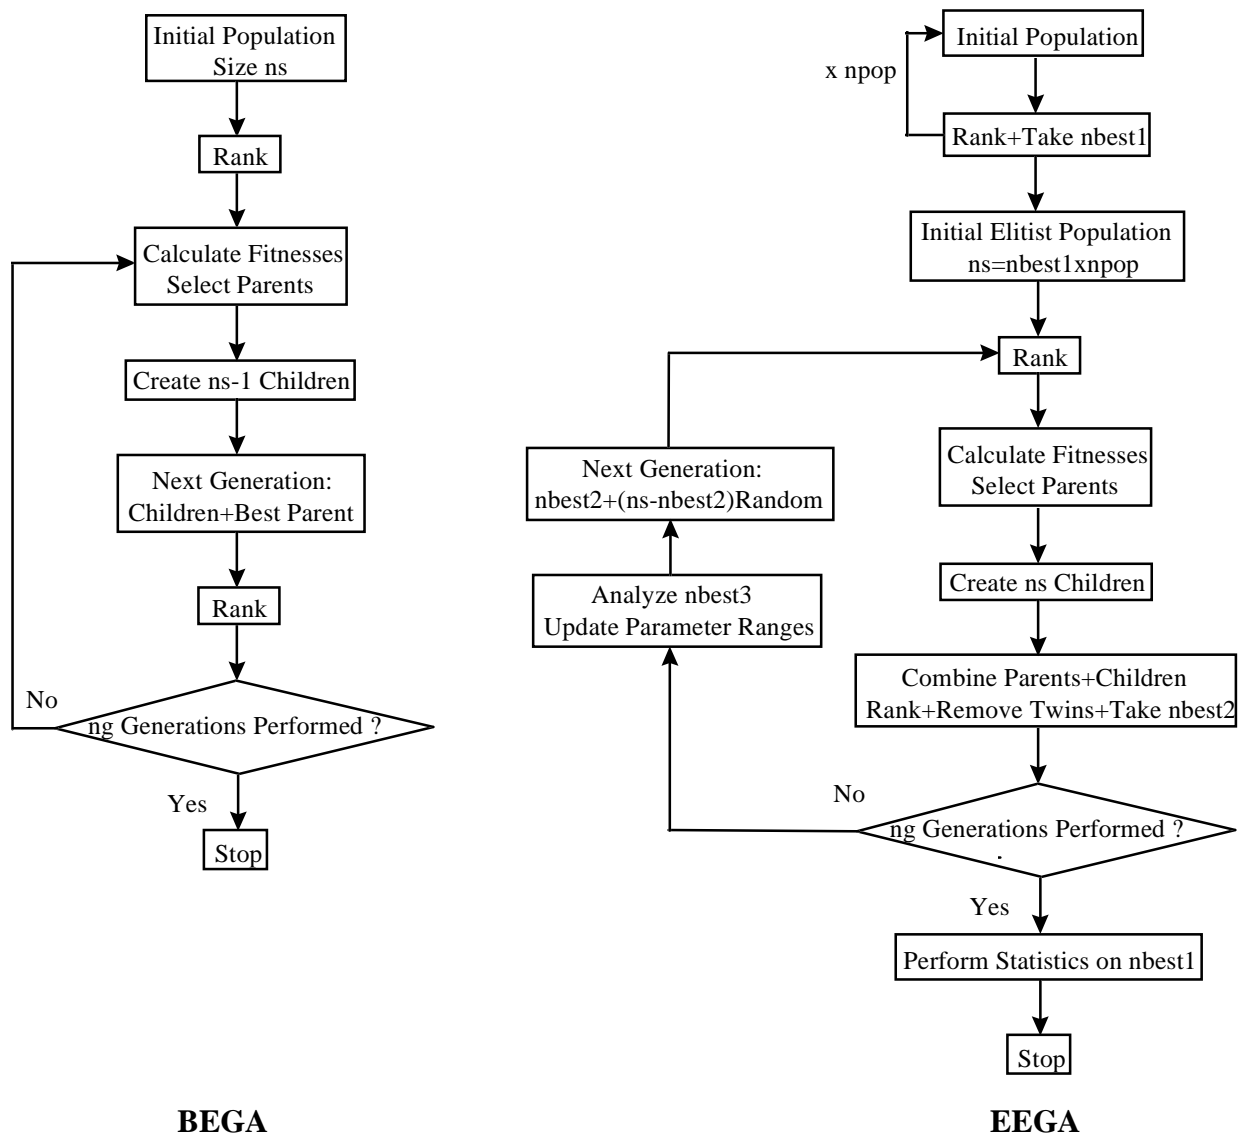 Initial Population
Size ns
Rank
Calculate Fitnesses
Select Parents
Create ns-1 Children
Next Generation:
Children+Best Parent
Rank
No
ng Generations Performed ?
Yes
Stop
BEGA
Initial Population
x npop
Rank+Take nbest1
Initial Elitist Population
ns=nbest1xnpop
Rank
Calculate Fitnesses
Select Parents
Create ns Children
Combine Parents+Children
Rank+Remove Twins+Take nbest2
No
ng Generations Performed ?
Analyze nbest3
Update Parameter Ranges
Next Generation:
nbest2+(ns-nbest2)Random
Yes
Perform Statistics on nbest1
Stop
EEGA